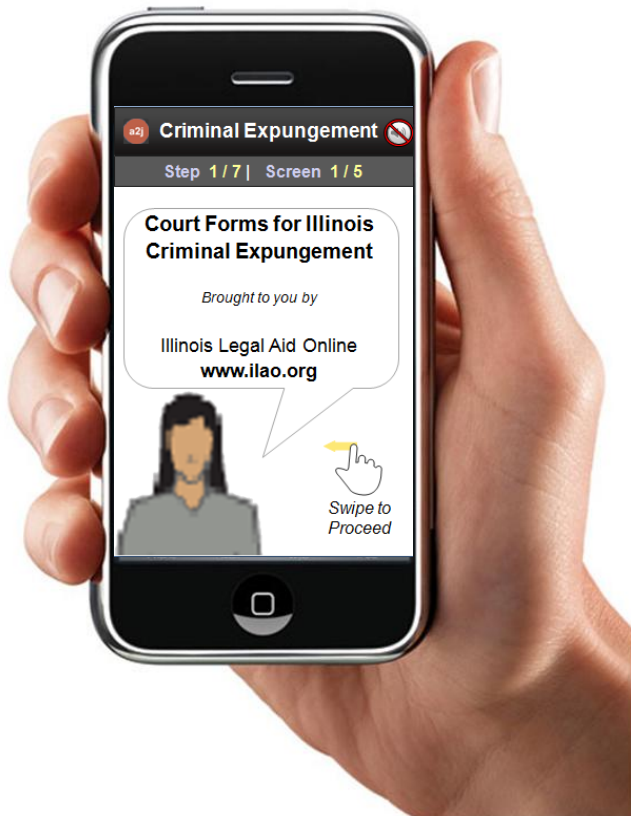 a2j Criminal Expungement
Step 1 / 7 | Screen 1 / 5
Court Forms for Illinois
Criminal Expungement
Brought to you by
Illinois Legal Aid Online
www.ilao.org
Swipe to
Proceed